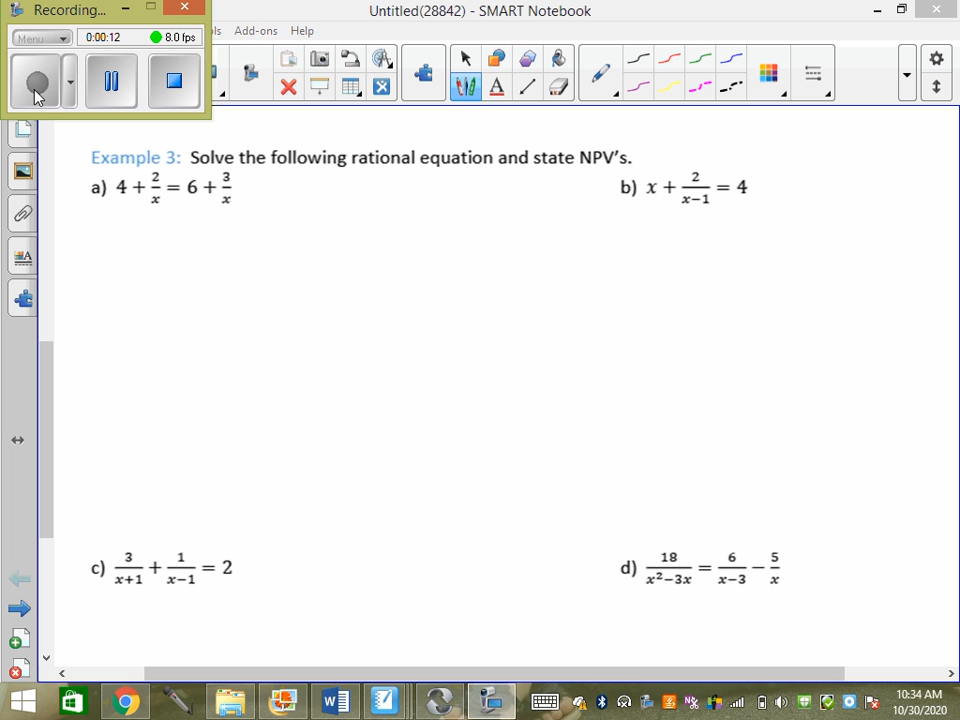 Recording...
Untitled(28842) - SMART Notebook
Menu
0:00:12
8.0 fps
ols Add-ons Help
Example 3: Solve the following rational equation and state NPV's.
a) 4 + 2/x = 6 + 3/x
b) x + 2/(x−1) = 4
c) 3/(x+1) + 1/(x−1) = 2
d) 18/(x²−3x) = 6/(x−3) − 5/x
10:34 AM
10/30/2020